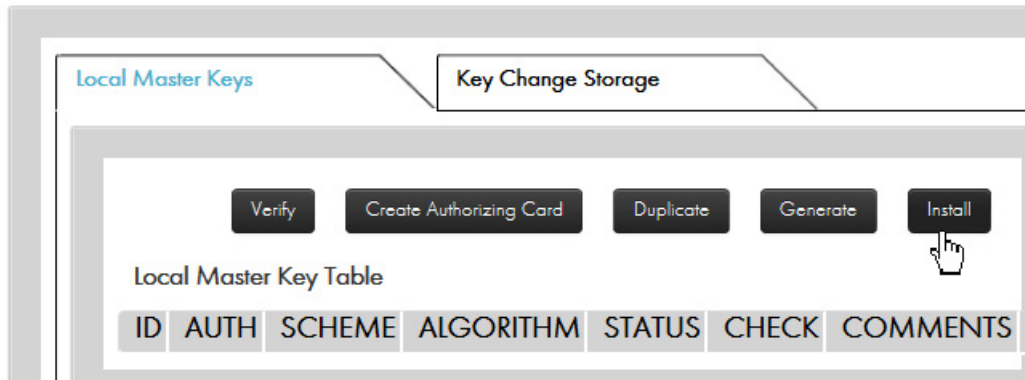 Local Master Keys Key Change Storage
Verify Create Authorizing Card Duplicate Generate Install
Local Master Key Table
ID AUTH SCHEME ALGORITHM STATUS CHECK COMMENTS